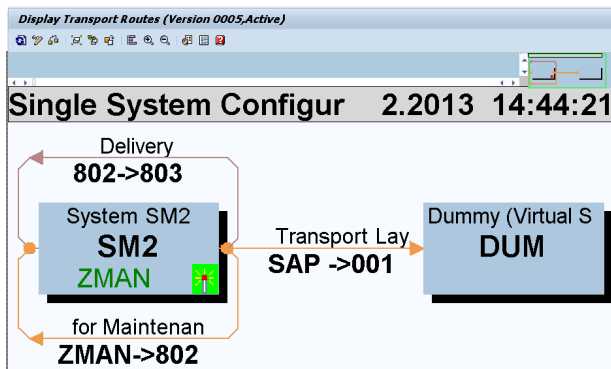 Display Transport Routes (Version 0005,Active)
Single System Configur 2.2013 14:44:21
Delivery
802->803
System SM2
SM2
ZMAN
Transport Lay
SAP ->001
Dummy (Virtual S
DUM
for Maintenan
ZMAN->802